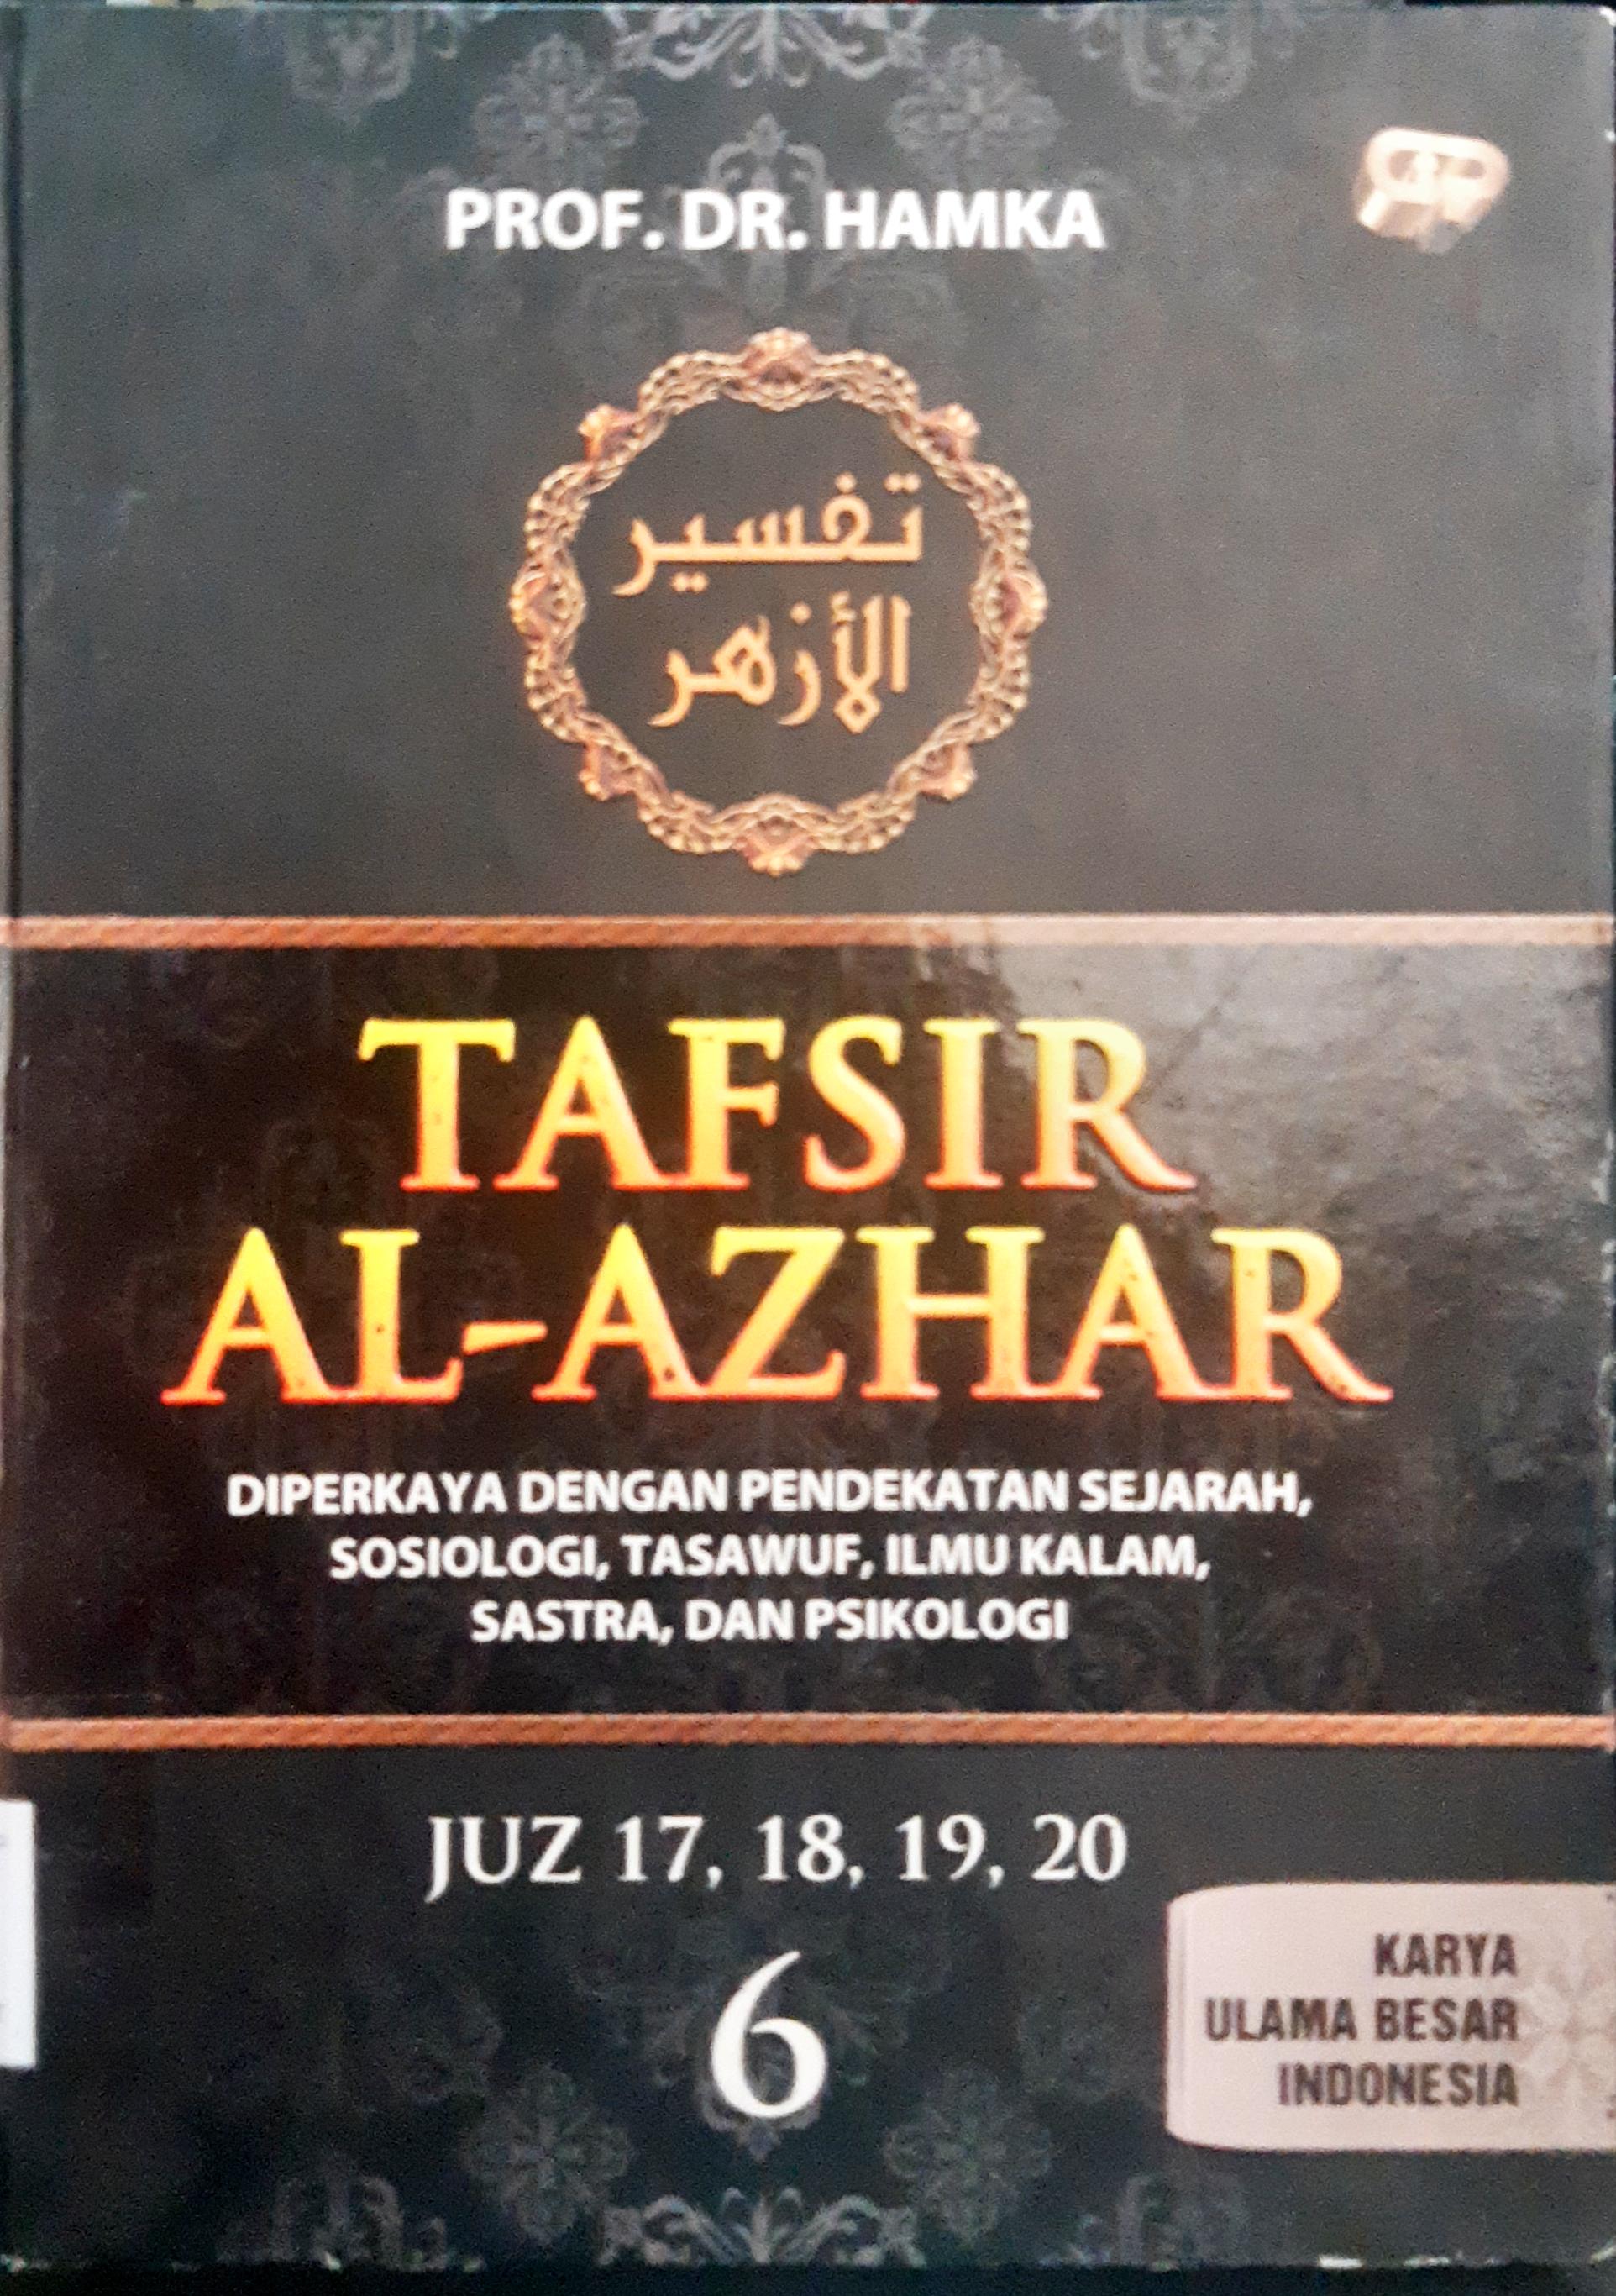 PROF. DR. HAMKA
تفسير
الأزهر
TAFSIR
AL-AZHAR
DIPERKAYA DENGAN PENDEKATAN SEJARAH,
SOSIOLOGI, TASAWUF, ILMU KALAM,
SASTRA, DAN PSIKOLOGI
JUZ 17, 18, 19, 20
6
KARYA
ULAMA BESAR
INDONESIA